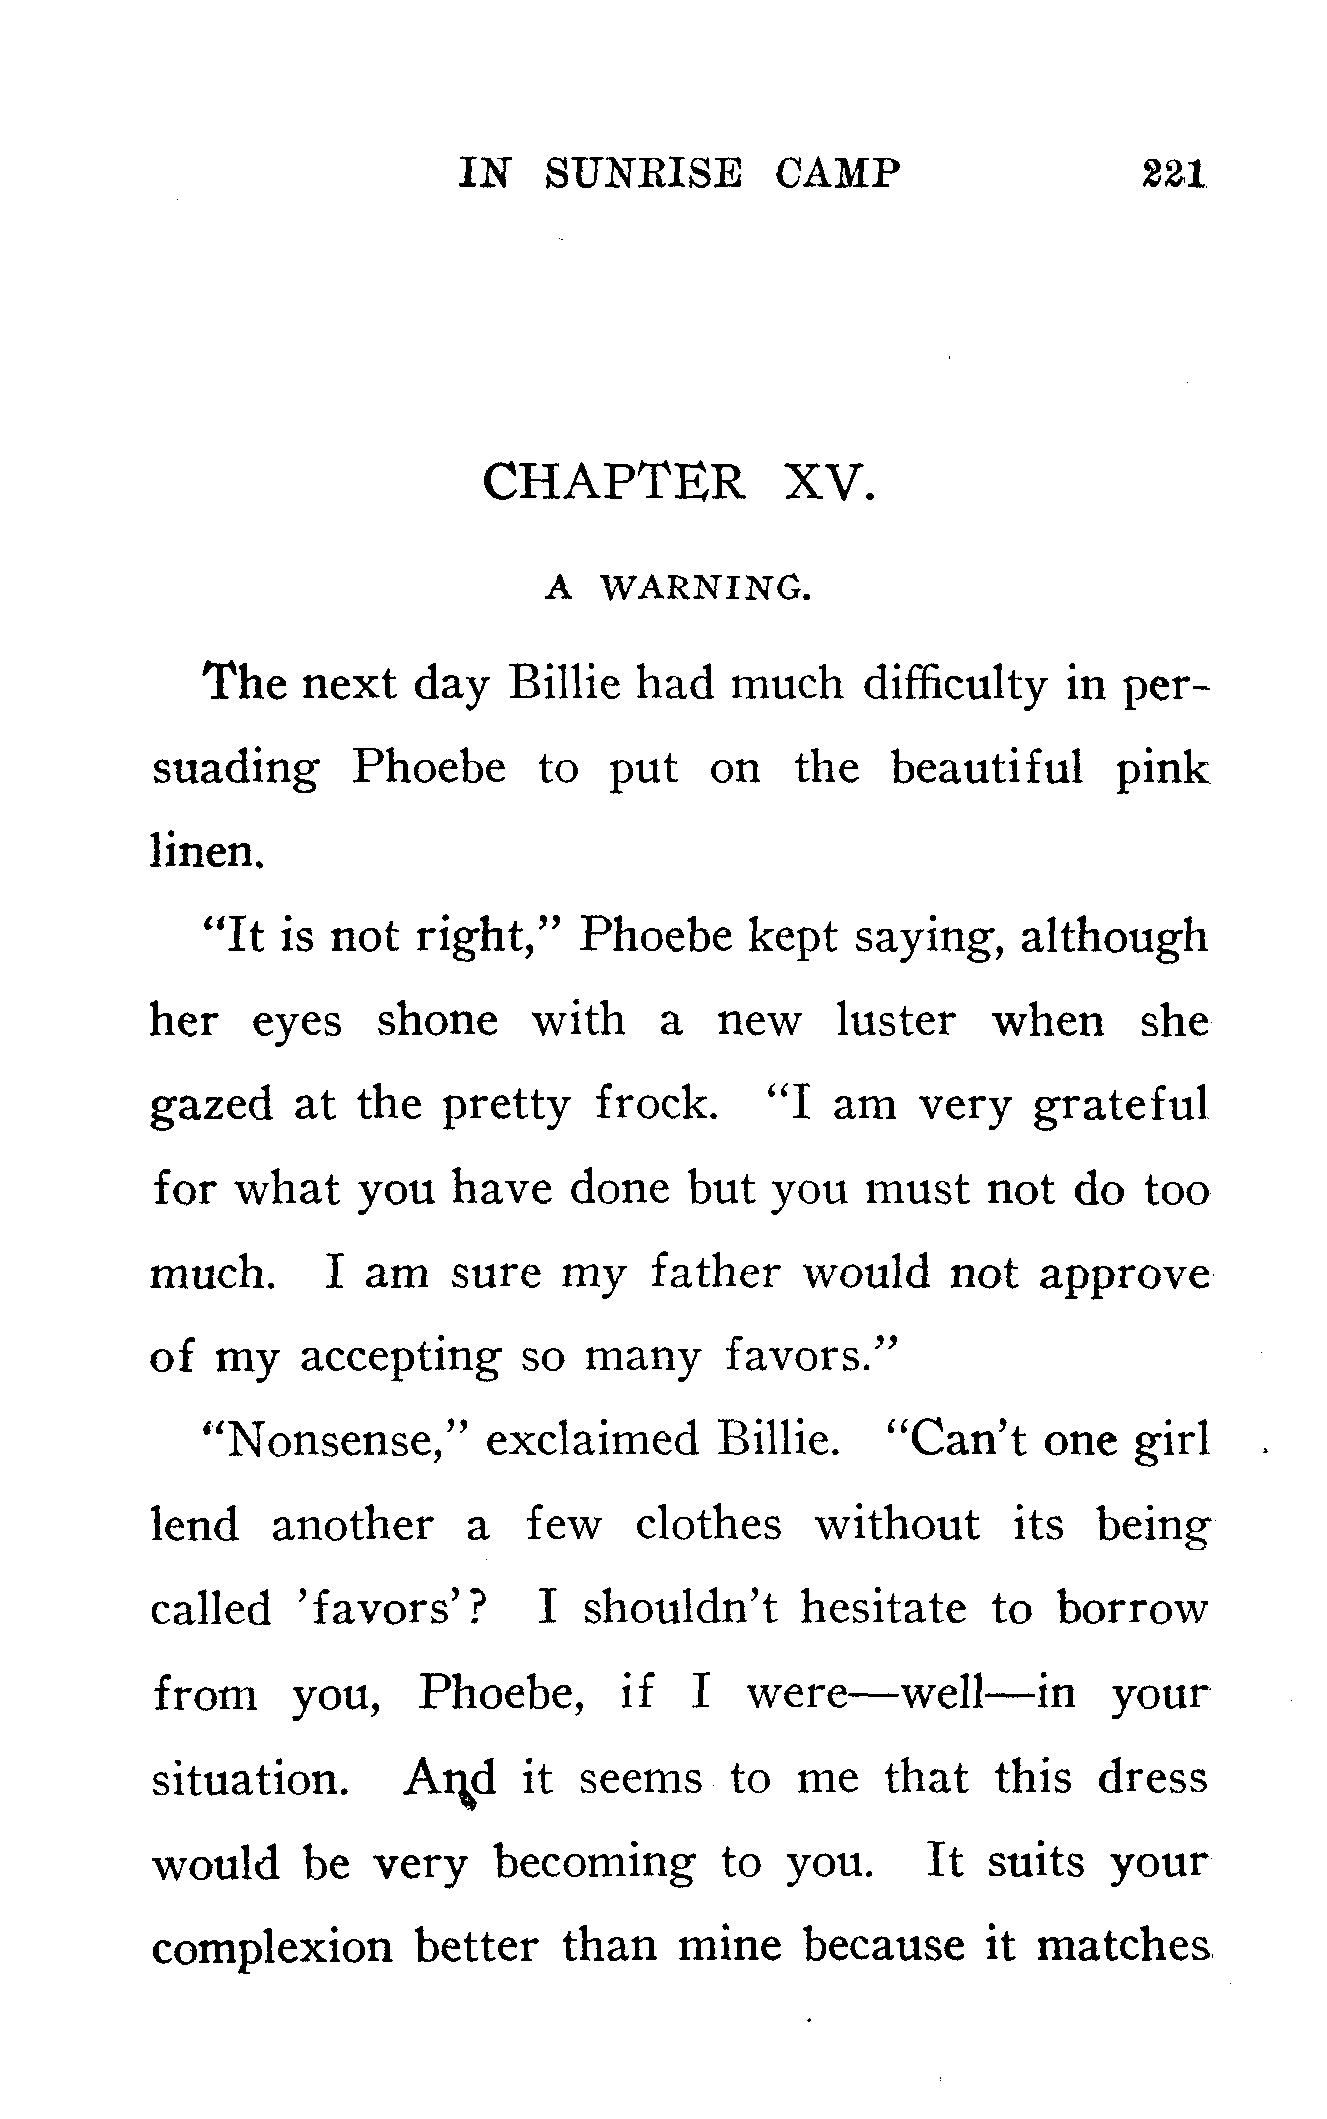 IN SUNRISE CAMP 221
CHAPTER XV.
A WARNING.
The next day Billie had much difficulty in per-
suading Phoebe to put on the beautiful pink
linen.
“It is not right,” Phoebe kept saying, although
her eyes shone with a new luster when she
gazed at the pretty frock. “I am very grateful
for what you have done but you must not do too
much. I am sure my father would not approve
of my accepting so many favors.”
“Nonsense,” exclaimed Billie. “Can’t one girl
lend another a few clothes without its being
called ’favors’? I shouldn’t hesitate to borrow
from you, Phoebe, if I were—well—in your
situation. And it seems to me that this dress
would be very becoming to you. It suits your
complexion better than mine because it matches